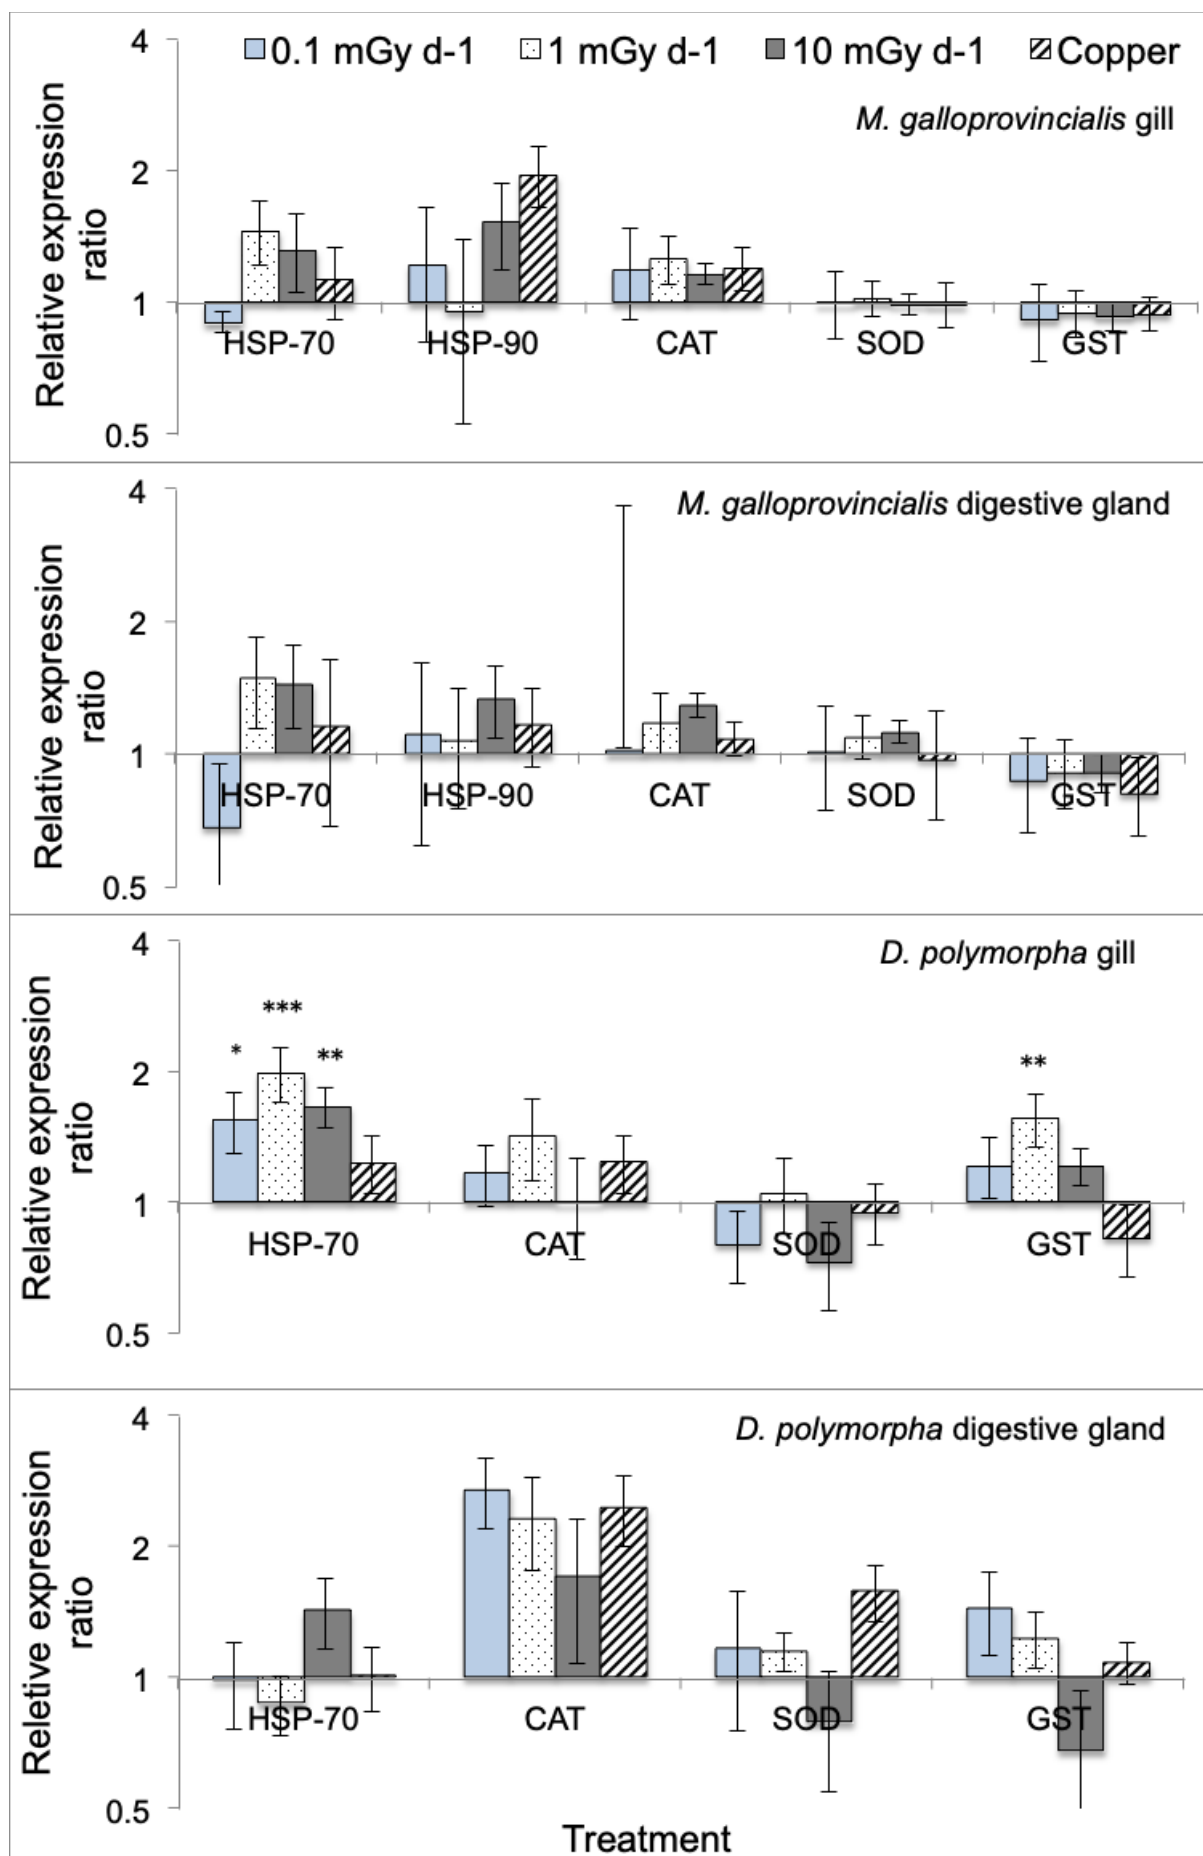 4
0.1 mGy d-1 1 mGy d-1 10 mGy d-1 Copper
M. galloprovincialis gill
Relative expression
ratio
2
1
HSP-70 HSP-90 CAT SOD GST
0.5
4
M. galloprovincialis digestive gland
Relative expression
ratio
2
1
HSP-70 HSP-90 CAT SOD GST
0.5
4
D. polymorpha gill
Relative expression
ratio
***
* ** **
2
1
HSP-70 CAT SOD GST
0.5
4
D. polymorpha digestive gland
Reletive expression
ratio
2
1
HSP-70 CAT SOD GST
0.5
Treatment